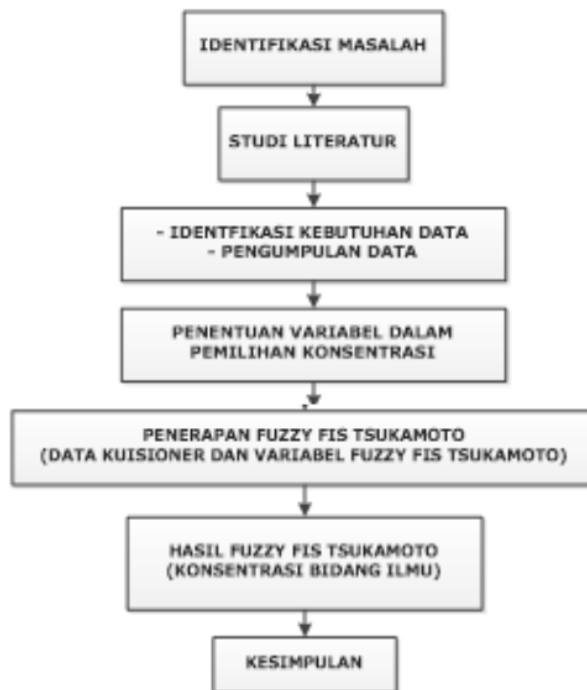 IDENTIFIKASI MASALAH
STUDI LITERATUR
- IDENTFIKASI KEBUTUHAN DATA
- PENGUMPULAN DATA
PENENTUAN VARIABEL DALAM
PEMILIHAN KONSENTRASI
PENERAPAN FUZZY FIS TSUKAMOTO
(DATA KUISIONER DAN VARIABEL FUZZY FIS TSUKAMOTO)
HASIL FUZZY FIS TSUKAMOTO
(KONSENTRASI BIDANG ILMU)
KESIMPULAN